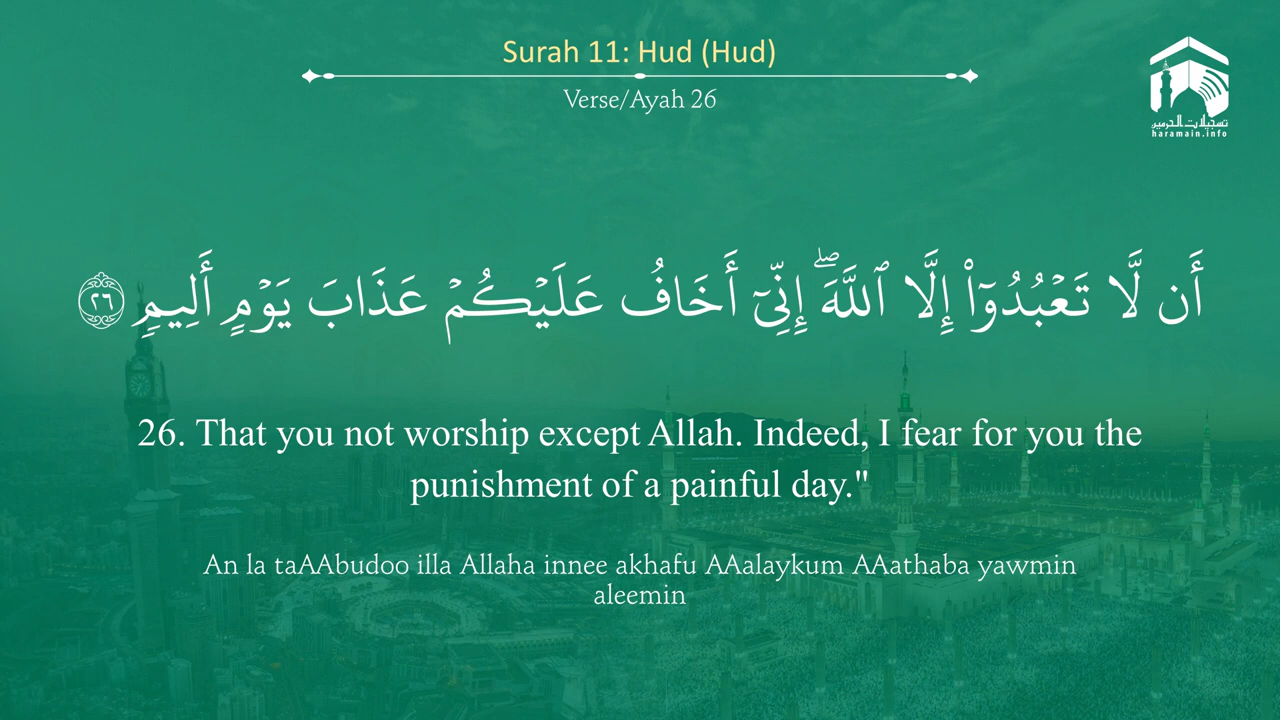 Surah 11: Hud (Hud)
Verse/Ayah 26
تسجيلات الحرمين
haramain.info
أَن لَّا تَعۡبُدُوٓاْ إِلَّا ٱللَّهَۖ إِنِّيٓ أَخَافُ عَلَيۡكُمۡ عَذَابَ يَوۡمٍ أَلِيمٖ ٢٦
26. That you not worship except Allah. Indeed, I fear for you the
punishment of a painful day."
An la taAAbudoo illa Allaha innee akhafu AAalaykum AAathaba yawmin
aleemin